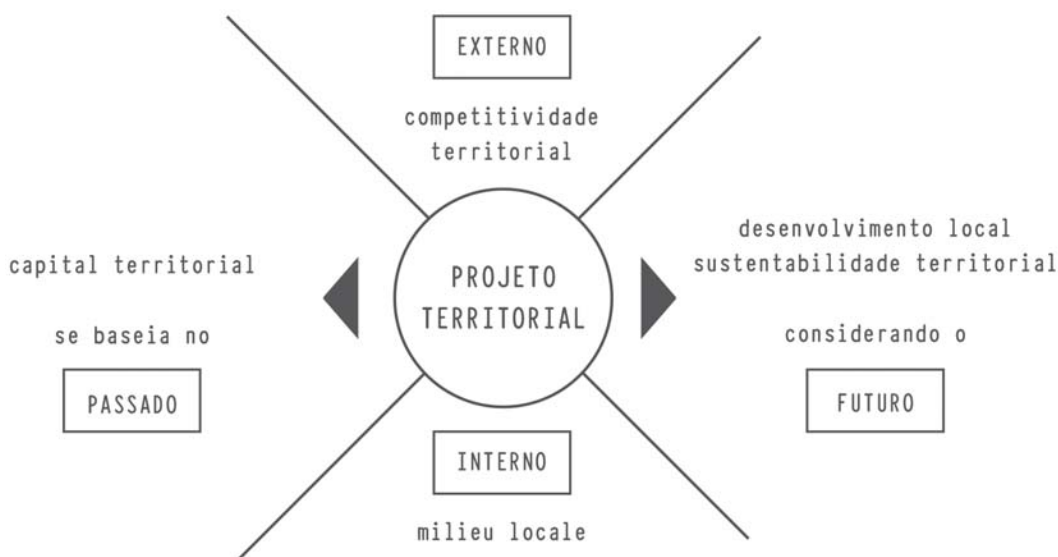 EXTERNO
competitividade
territorial
capital territorial
se baseia no
PASSADO
PROJETO
TERRITORIAL
desenvolvimento local
sustentabilidade territorial
considerando o
FUTURO
INTERNO
milieu locale